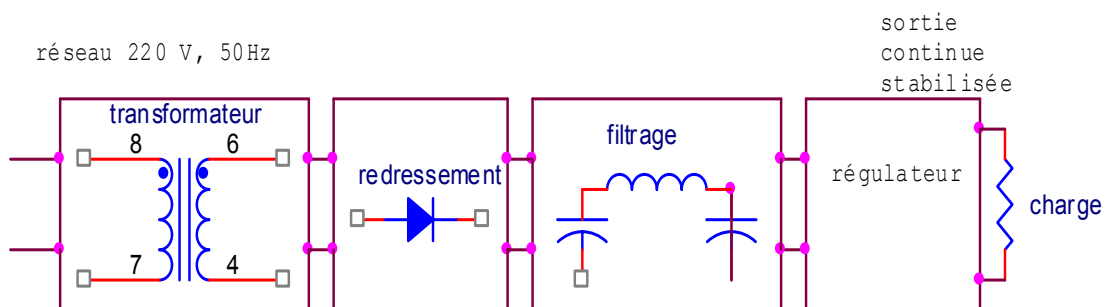 réseau 220 V, 50Hz
sortie
continue
stabilisée
transformateur
8
6
7
4
redressement
filtrage
régulateur
charge